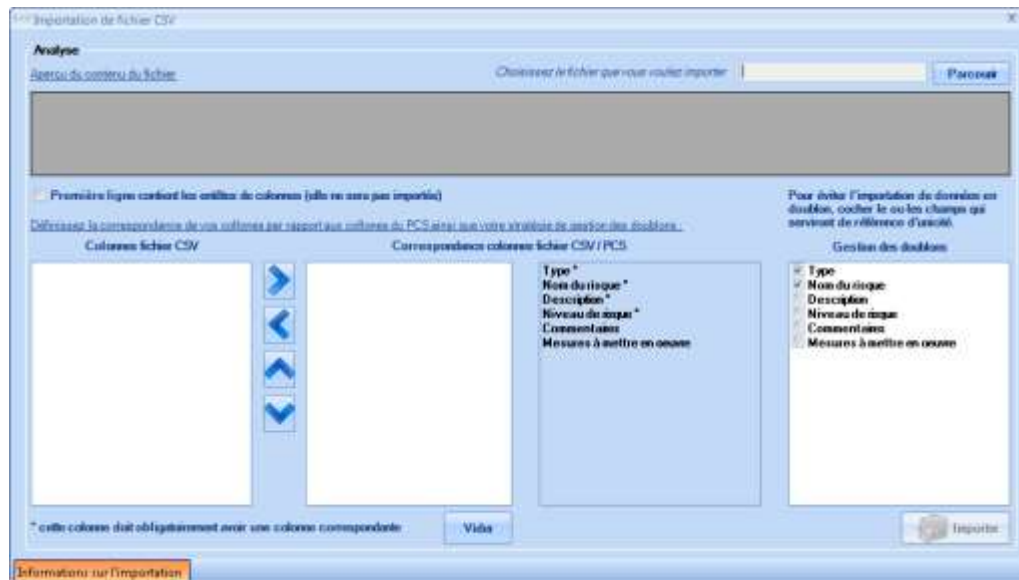 Importation de fichier CSV
Analyse
Aperçu du contenu du fichier
Choisissez le fichier que vous voulez importer
Parcourir
Première ligne contient les entêtes de colonnes (elle ne sera pas importée)
Pour éviter l'importation de données en
doublon, cocher le ou les champs qui
serviront de référence d'unicité.
Définissez la correspondance de vos colonnes par rapport aux colonnes du PCS ainsi que votre stratégie de gestion des doublons :
Colonnes fichier CSV
Correspondance colonnes fichier CSV / PCS
Gestion des doublons
Type *
Nom du risque *
Description *
Niveau de risque *
Commentaires
Mesures à mettre en oeuvre
Type
Nom du risque
Description
Niveau de risque
Commentaires
Mesures à mettre en oeuvre
* cette colonne doit obligatoirement avoir une colonne correspondante
Vider
Importer
Informations sur l'importation